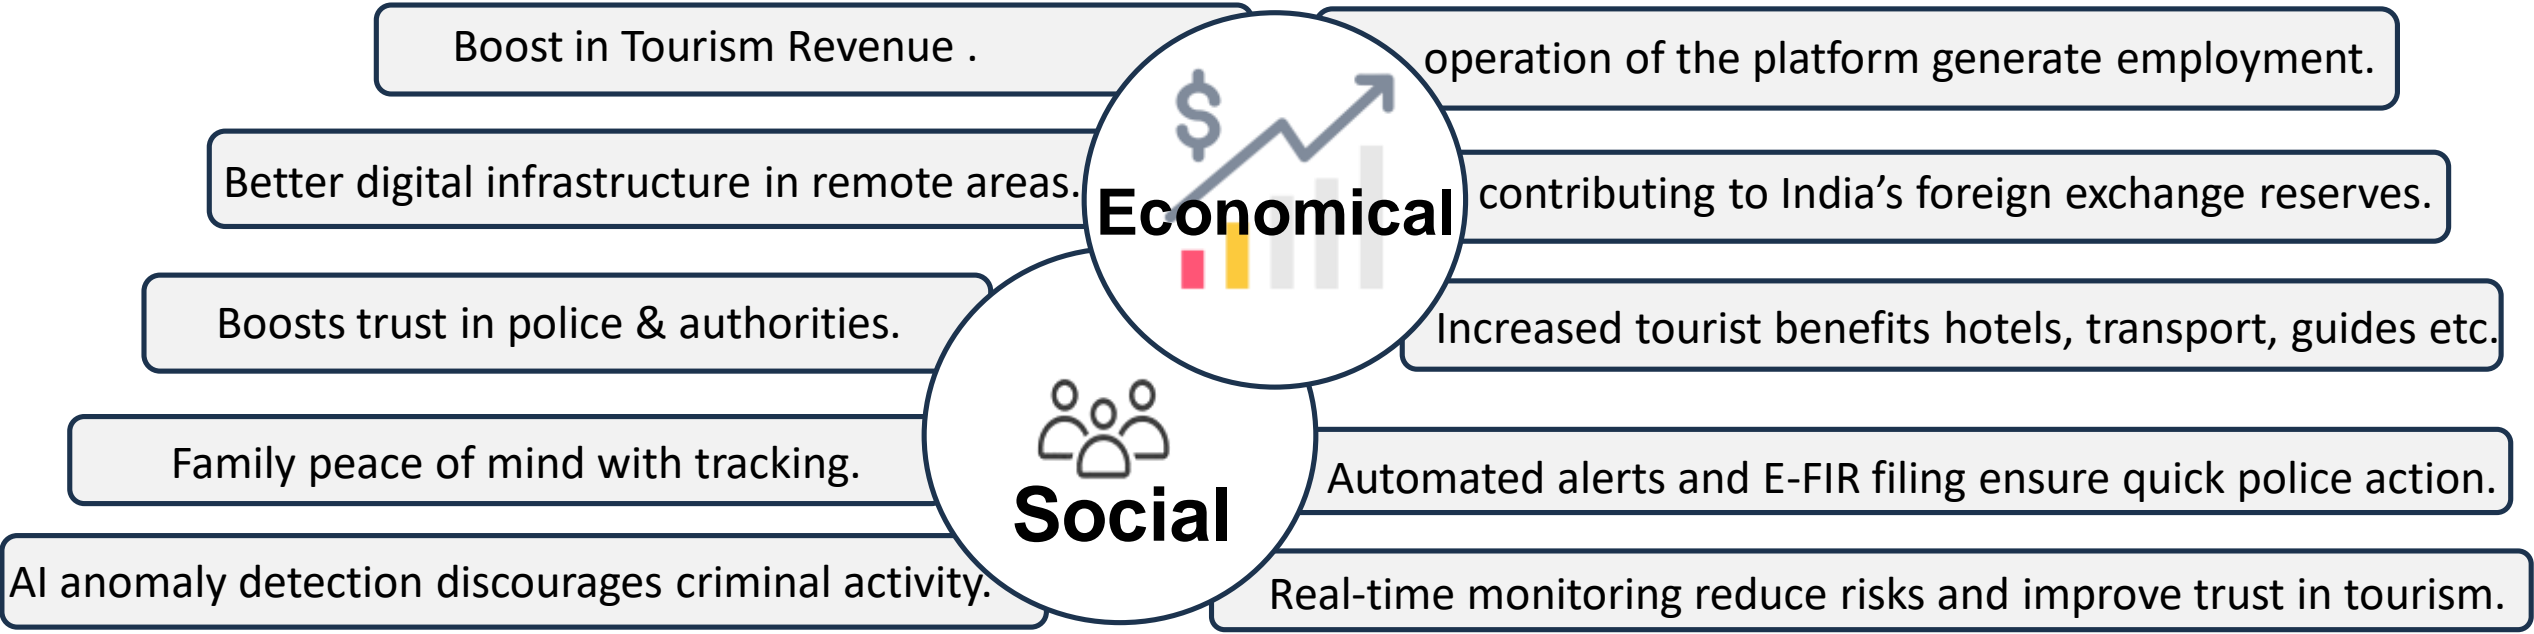 Boost in Tourism Revenue .
operation of the platform generate employment.
Better digital infrastructure in remote areas.
Economical
contributing to India’s foreign exchange reserves.
Boosts trust in police & authorities.
Increased tourist benefits hotels, transport, guides etc.
Family peace of mind with tracking.
Social
Automated alerts and E-FIR filing ensure quick police action.
AI anomaly detection discourages criminal activity.
Real-time monitoring reduce risks and improve trust in tourism.